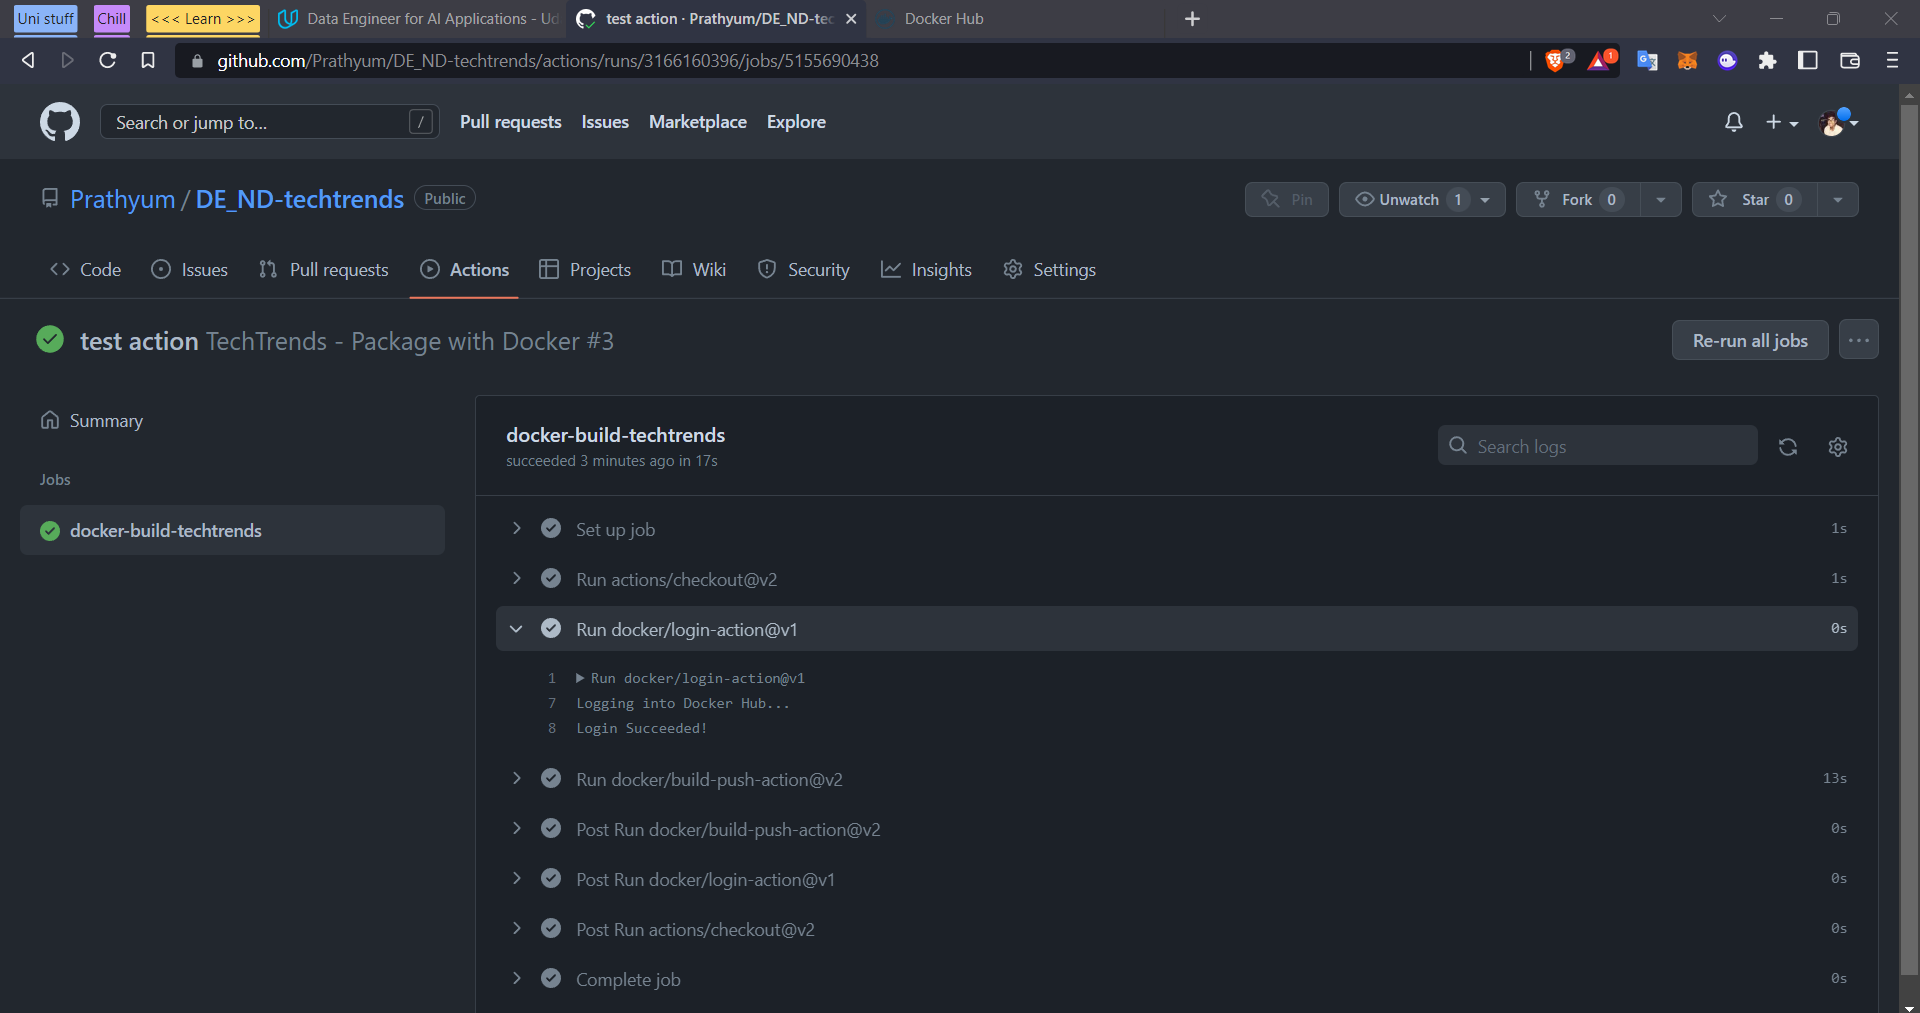 Uni stuff
Chill
<<< Learn >>>
Data Engineer for AI Applications - Ud
test action · Prathyum/DE_ND-tec
Docker Hub
github.com/Prathyum/DE_ND-techtrends/actions/runs/3166160396/jobs/5155690438
2
1
Search or jump to...
/
Pull requests
Issues
Marketplace
Explore
Prathyum / DE_ND-techtrends
Public
Pin
Unwatch 1
Fork 0
Star 0
Code
Issues
Pull requests
Actions
Projects
Wiki
Security
Insights
Settings
test action TechTrends - Package with Docker #3
Re-run all jobs
Summary
Jobs
docker-build-techtrends
docker-build-techtrends
succeeded 3 minutes ago in 17s
Search logs
Set up job 1s
Run actions/checkout@v2 1s
Run docker/login-action@v1 0s
1 Run docker/login-action@v1
7 Logging into Docker Hub...
8 Login Succeeded!
Run docker/build-push-action@v2 13s
Post Run docker/build-push-action@v2 0s
Post Run docker/login-action@v1 0s
Post Run actions/checkout@v2 0s
Complete job 0s